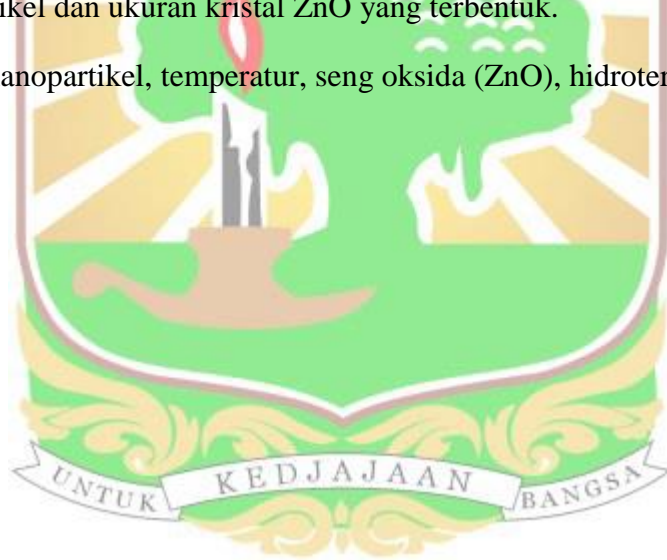 ikel dan ukuran kristal ZnO yang terbentuk.
anopartikel, temperatur, seng oksida (ZnO), hidroter
UNTUK KEDJAJAAN BANGSA